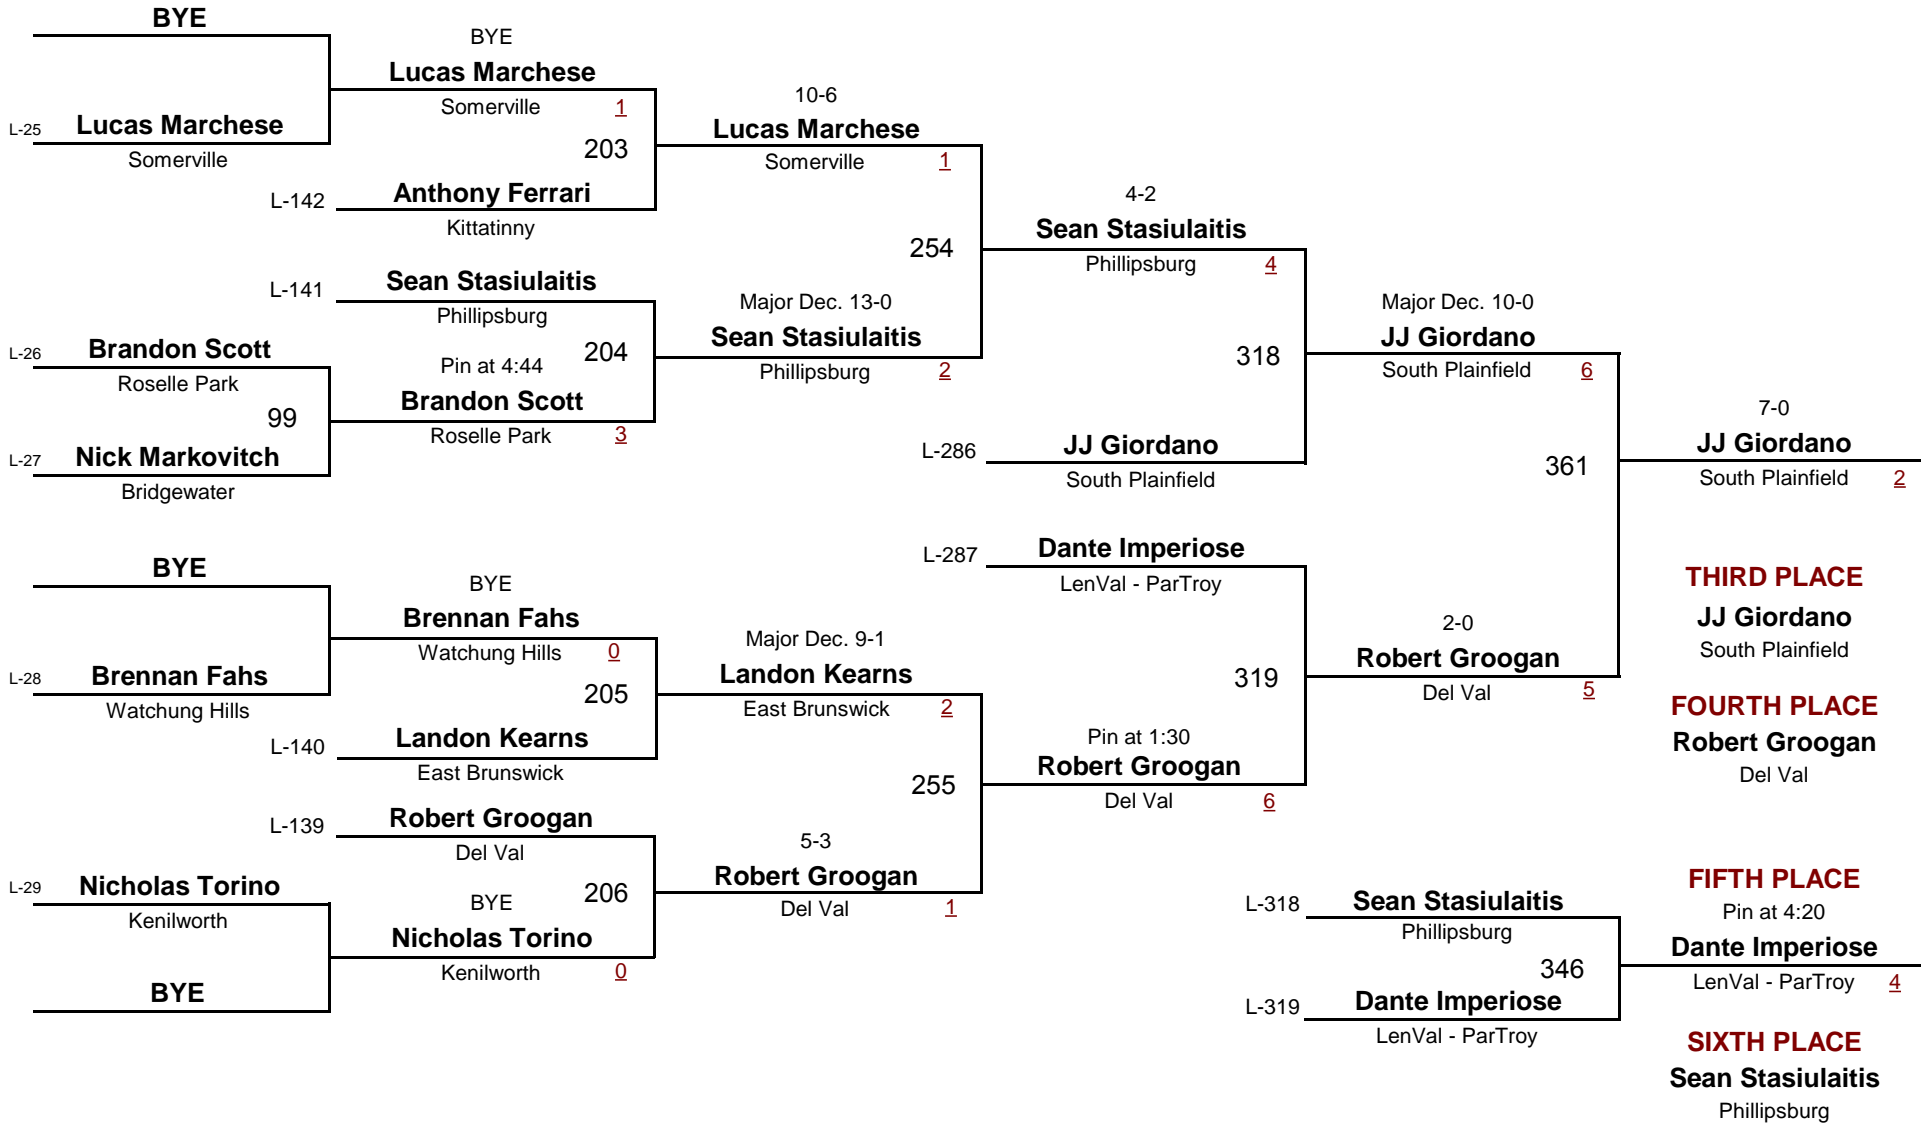 BYE
L-25 Lucas Marchese
Somerville
BYE
Lucas Marchese
Somerville 1
203
L-142 Anthony Ferrari
Kittatinny
10-6
Lucas Marchese
Somerville 1
L-141 Sean Stasiulaitis
Phillipsburg
204
L-26 Brandon Scott
Roselle Park
99
L-27 Nick Markovitch
Bridgewater
Pin at 4:44
Brandon Scott
Roselle Park 3
Major Dec. 13-0
Sean Stasiulaitis
Phillipsburg 2
254
4-2
Sean Stasiulaitis
Phillipsburg 4
318
L-286 JJ Giordano
South Plainfield
Major Dec. 10-0
JJ Giordano
South Plainfield 6
361
7-0
JJ Giordano
South Plainfield 2
BYE
L-28 Brennan Fahs
Watchung Hills
BYE
Brennan Fahs
Watchung Hills 0
205
L-140 Landon Kearns
East Brunswick
Major Dec. 9-1
Landon Kearns
East Brunswick 2
L-139 Robert Groogan
Del Val
206
L-29 Nicholas Torino
Kenilworth
BYE
BYE
Nicholas Torino
Kenilworth 0
5-3
Robert Groogan
Del Val 1
255
L-287 Dante Imperiose
LenVal - ParTroy
319
Pin at 1:30
Robert Groogan
Del Val 6
2-0
Robert Groogan
Del Val 5
THIRD PLACE
JJ Giordano
South Plainfield
FOURTH PLACE
Robert Groogan
Del Val
L-318 Sean Stasiulaitis
Phillipsburg
346
L-319 Dante Imperiose
LenVal - ParTroy
FIFTH PLACE
Pin at 4:20
Dante Imperiose
LenVal - ParTroy 4
SIXTH PLACE
Sean Stasiulaitis
Phillipsburg